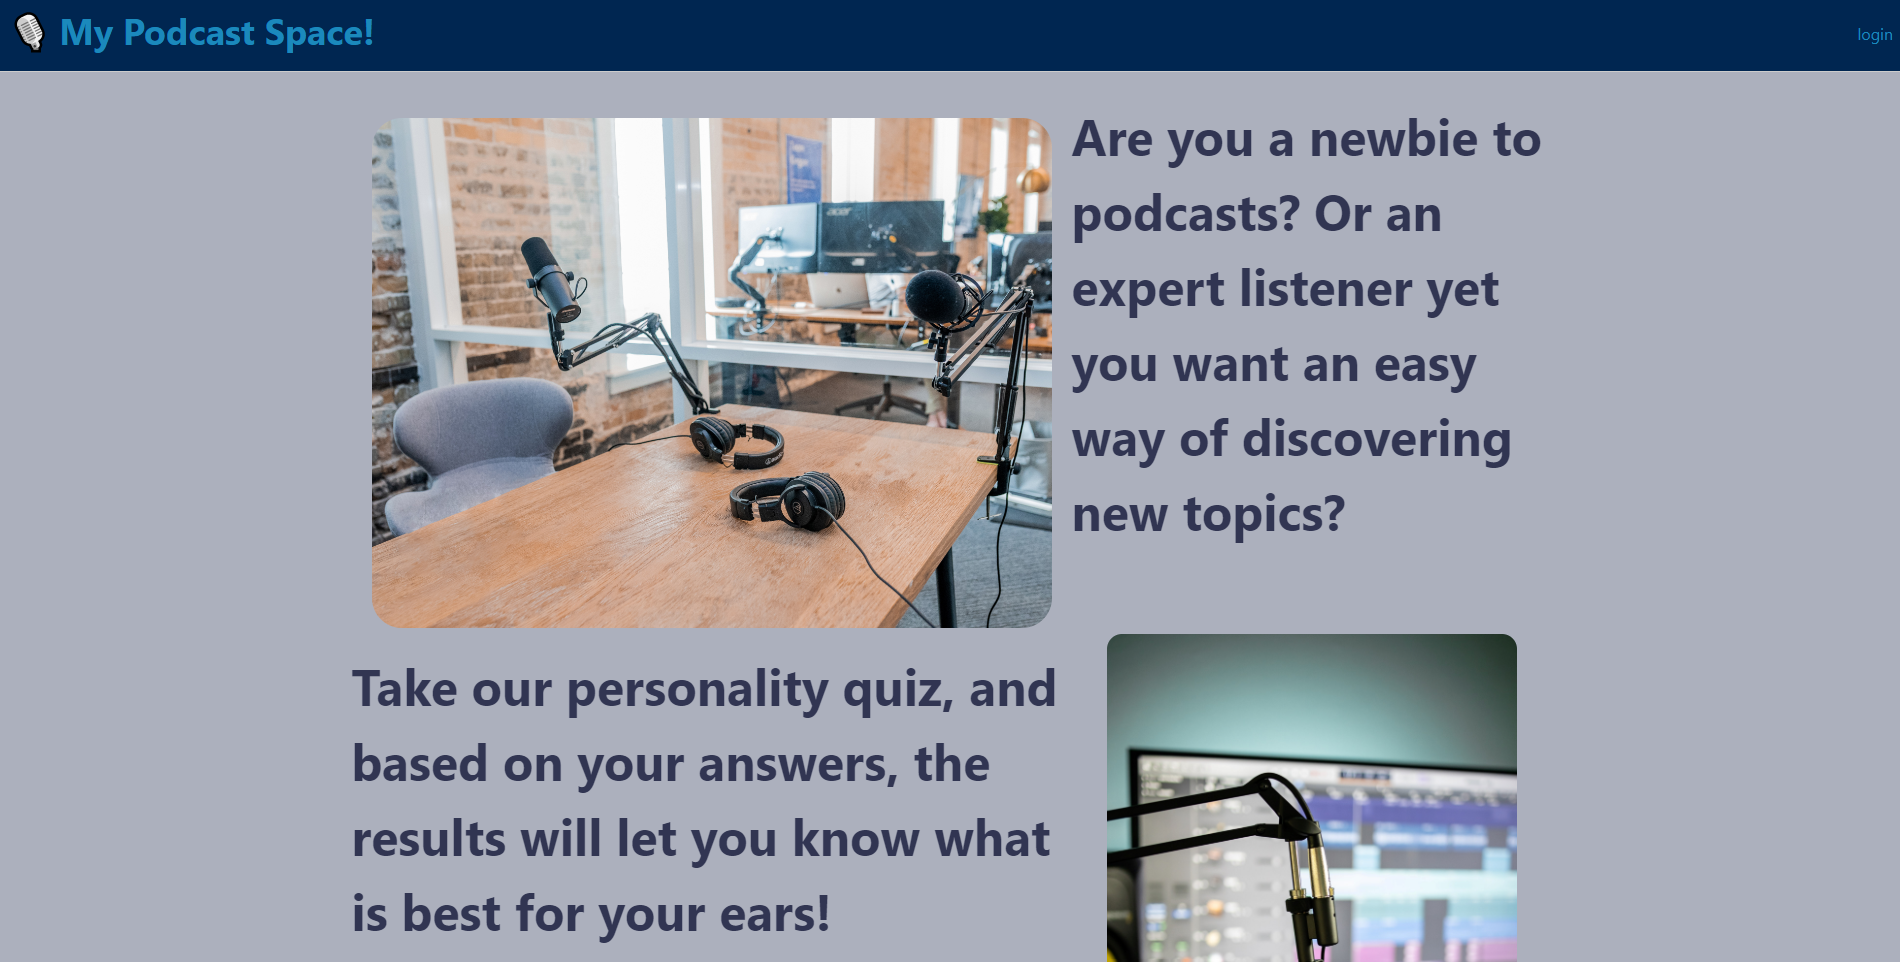 My Podcast Space!
login
Are you a newbie to
podcasts? Or an
expert listener yet
you want an easy
way of discovering
new topics?
acer
Take our personality quiz, and
based on your answers, the
results will let you know what
is best for your ears!